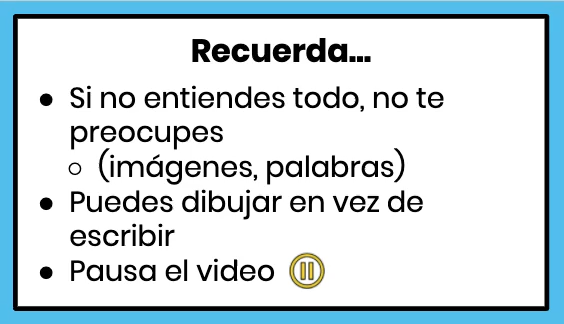 Recuerda...
● Si no entiendes todo, no te
preocupes
○ (imágenes, palabras)
● Puedes dibujar en vez de
escribir
● Pausa el video